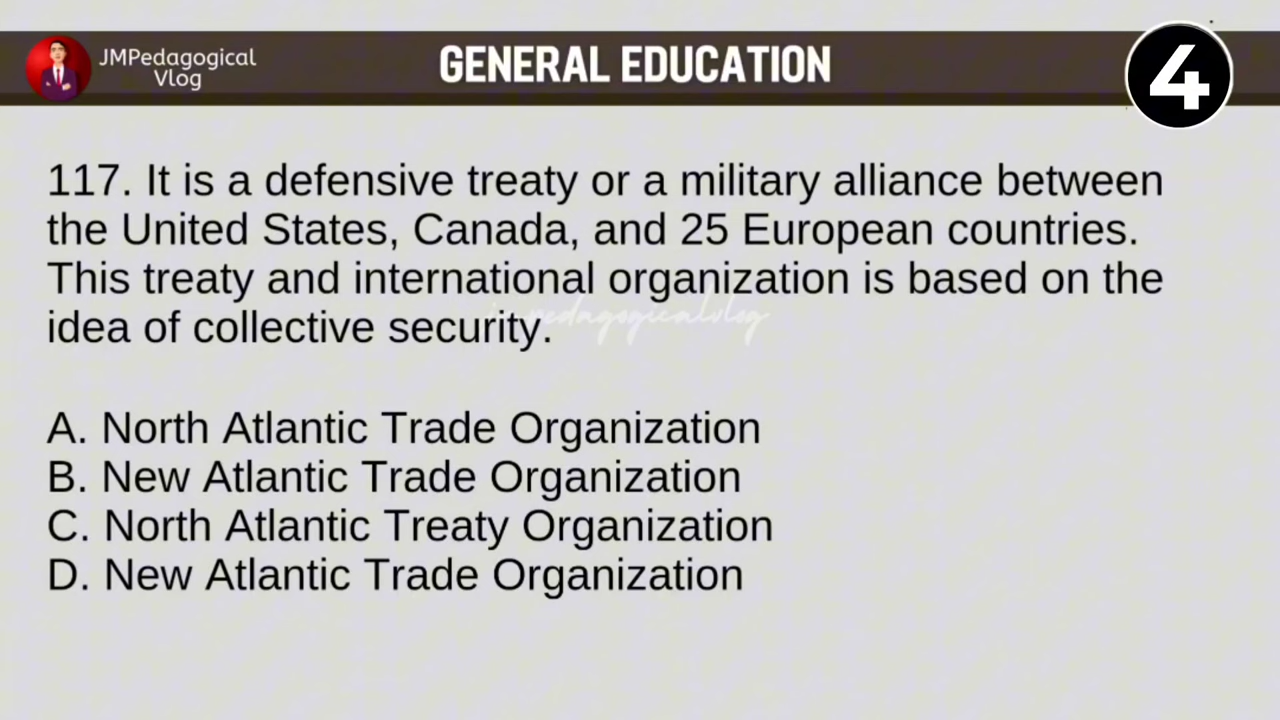 JMPedagogical
Vlog
GENERAL EDUCATION
4
117. It is a defensive treaty or a military alliance between
the United States, Canada, and 25 European countries.
This treaty and international organization is based on the
idea of collective security.
jmpedagogicalvlog
A. North Atlantic Trade Organization
B. New Atlantic Trade Organization
C. North Atlantic Treaty Organization
D. New Atlantic Trade Organization